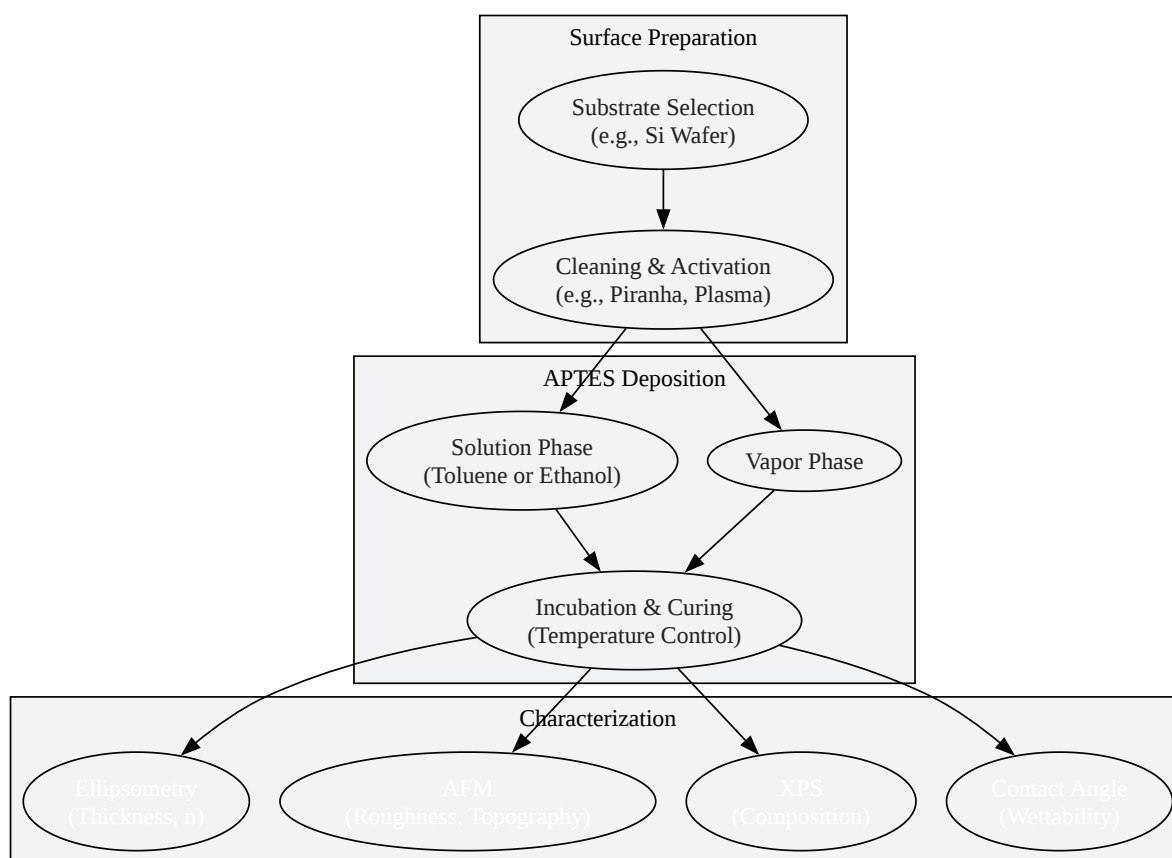 Surface Preparation
Substrate Selection
(e.g., Si Wafer)
Cleaning & Activation
(e.g., Piranha, Plasma)
APTES Deposition
Solution Phase
(Toluene or Ethanol)
Vapor Phase
Incubation & Curing
(Temperature Control)
Characterization
Ellipsometry
(Thickness, n)
AFM
(Roughness, Topography)
XPS
(Composition)
Contact Angle
(Wettability)